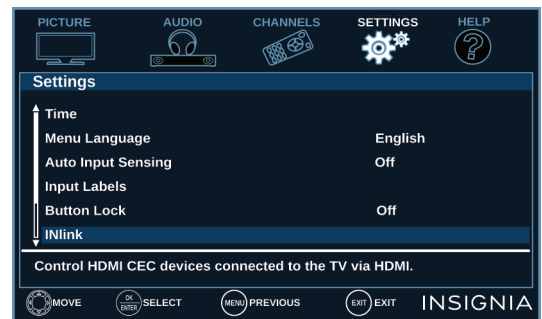 PICTURE AUDIO CHANNELS SETTINGS HELP
Settings
Time
Menu Language English
Auto Input Sensing Off
Input Labels
Button Lock Off
INlink
Control HDMI CEC devices connected to the TV via HDMI.
MOVE OK ENTER SELECT MENU PREVIOUS EXIT EXIT INSIGNIA